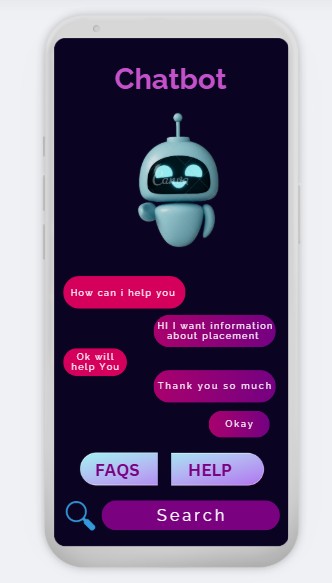 Chatbot
Canva
How can i help you
HI I want information
about placement
Ok will
help You
Thank you so much
Okay
FAQS
HELP
Search